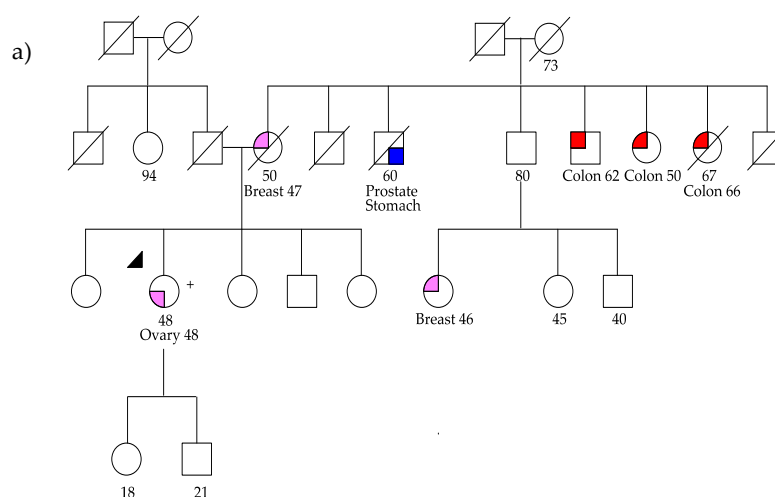 a)
73
94
50
Breast 47
60
Prostate
Stomach
80
Colon 62
Colon 50
67
Colon 66
+
48
Ovary 48
Breast 46
45
40
18
21